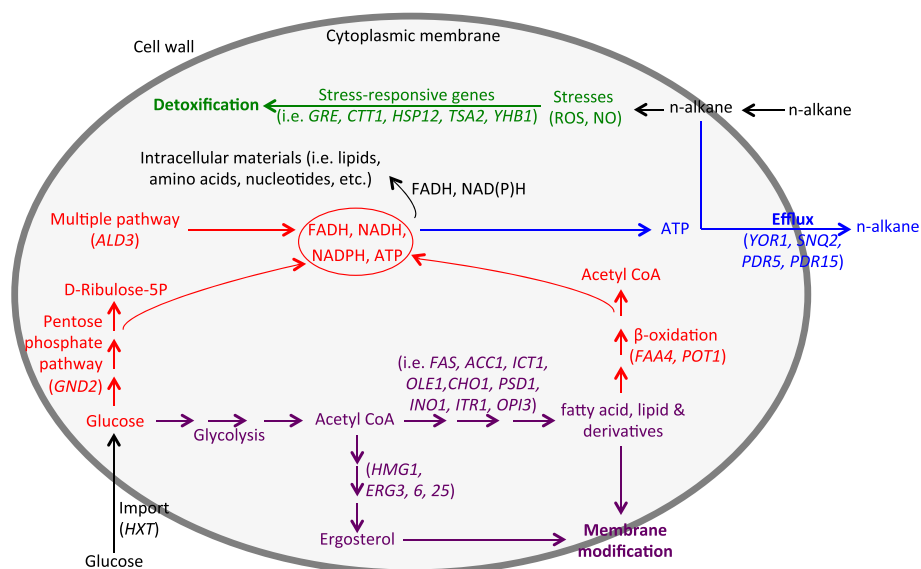 Cytoplasmic membrane
Cell wall
Detoxification
Stress-responsive genes
(i.e. GRE, CTT1, HSP12, TSA2, YHB1)
Stresses
(ROS, NO)
n-alkane
n-alkane
Intracellular materials (i.e. lipids,
amino acids, nucleotides, etc.)
FADH, NAD(P)H
Multiple pathway
(ALD3)
FADH, NADH,
NADPH, ATP
ATP
Efflux
(YOR1, SNQ2,
PDR5, PDR15)
n-alkane
Acetyl CoA
D-Ribulose-5P
Pentose
phosphate
pathway
(GND2)
β-oxidation
(FAA4, POT1)
(i.e. FAS, ACC1, ICT1,
OLE1,CHO1, PSD1,
INO1, ITR1, OPI3)
Glucose
Glycolysis
Acetyl CoA
fatty acid, lipid &
derivatives
(HMG1,
ERG3, 6, 25)
Import
(HXT)
Ergosterol
Membrane
modification
Glucose